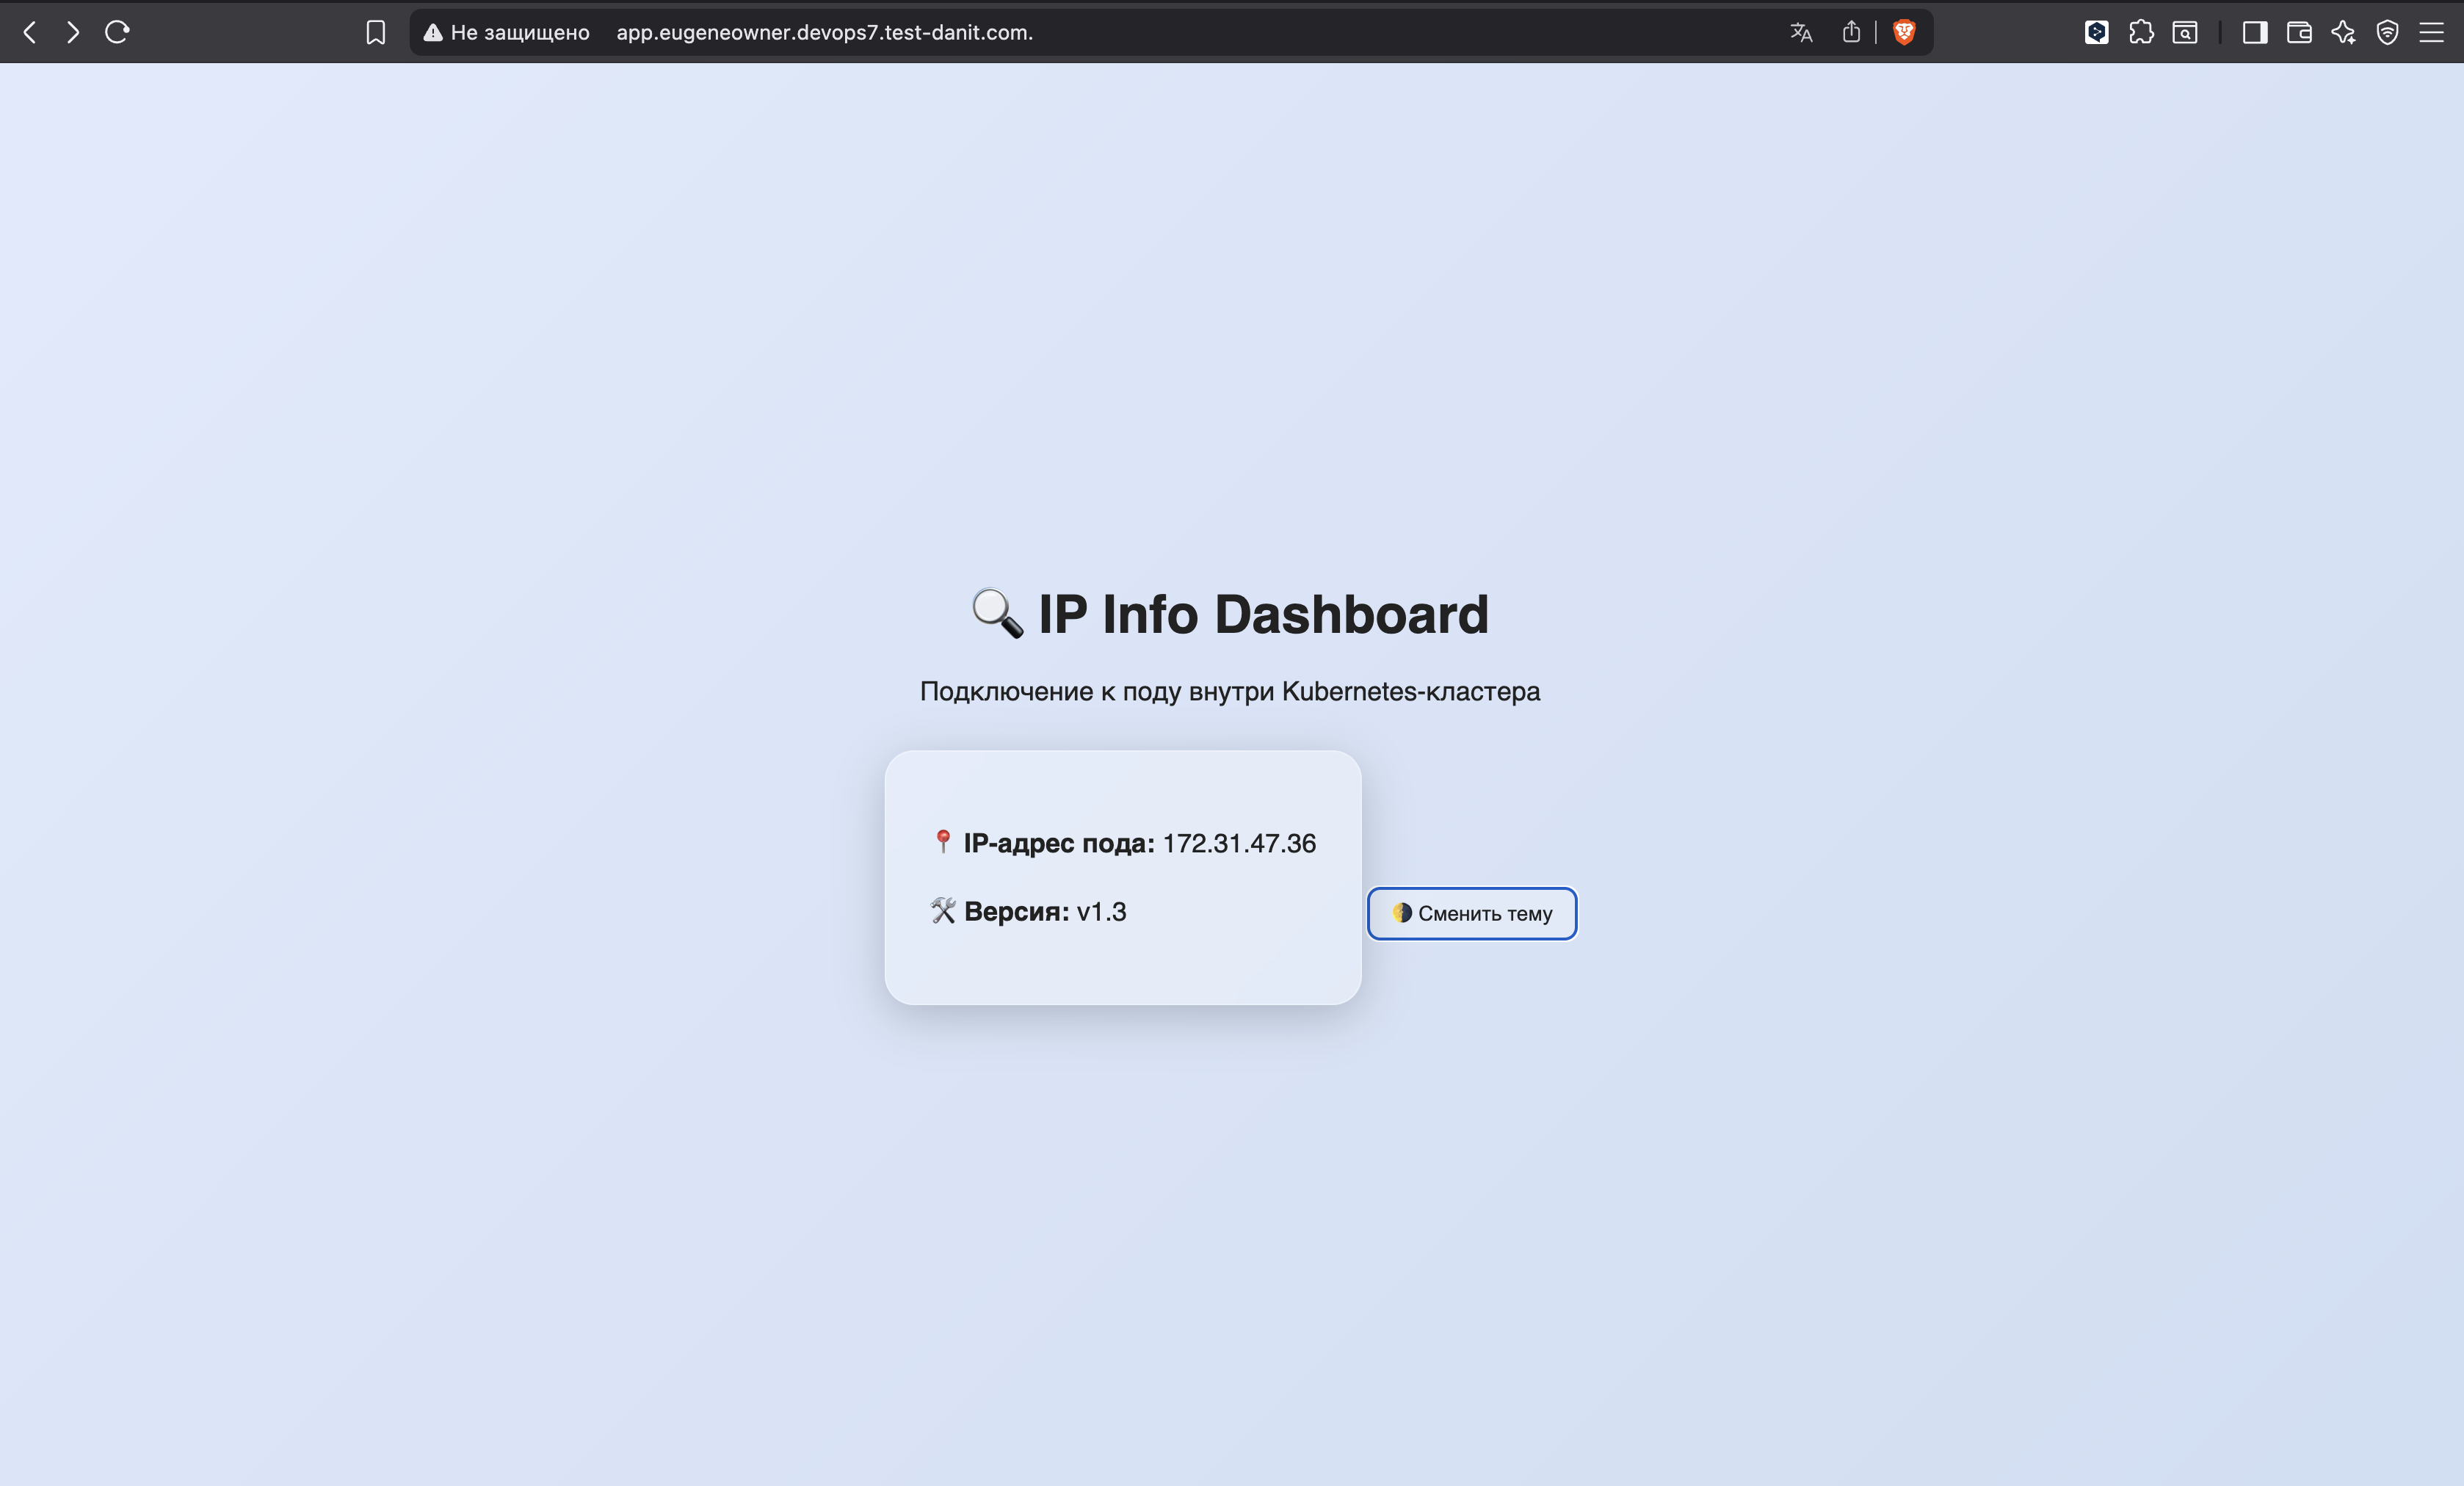 Не защищено app.eugeneowner.devops7.test-danit.com.
🔍 IP Info Dashboard
Подключение к поду внутри Kubernetes-кластера
📍 IP-адрес пода: 172.31.47.36
🛠️ Версия: v1.3
🌗 Сменить тему